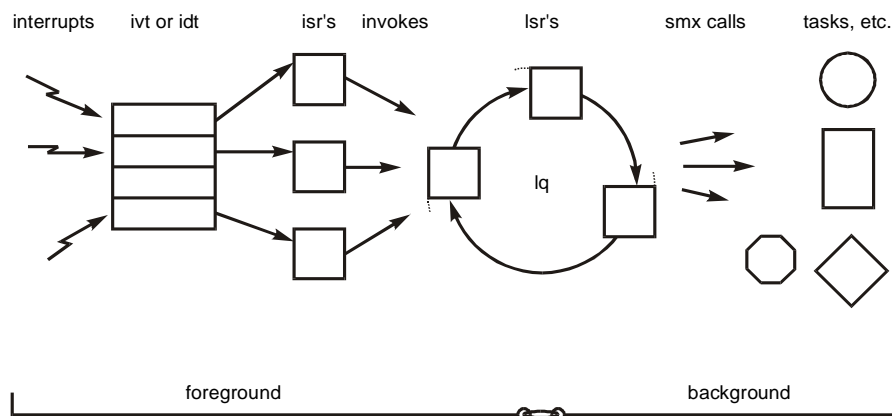 interrupts ivt or idt isr's invokes lsr's smx calls tasks, etc.
lq
foreground background